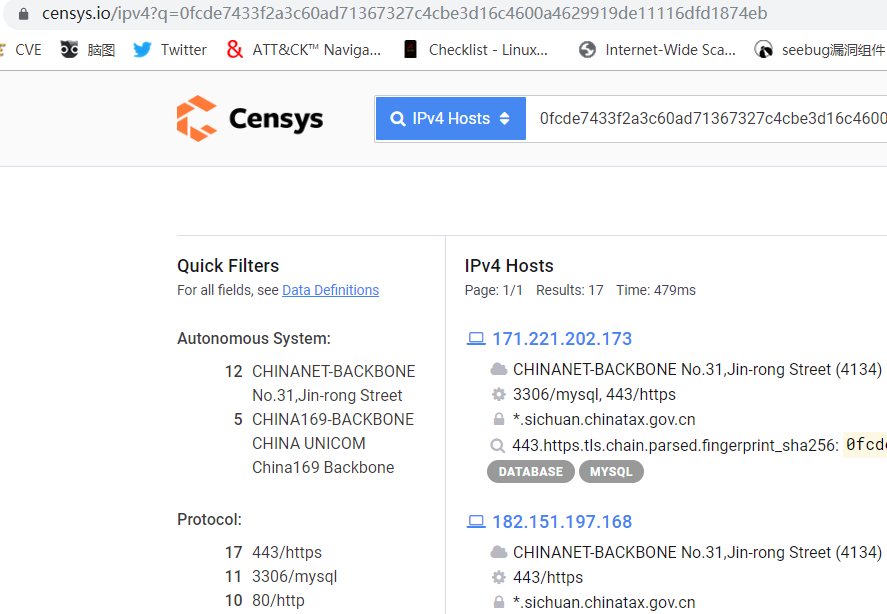 censys.io/ipv4?q=0fcde7433f2a3c60ad71367327c4cbe3d16c4600a4629919de11116dfd1874eb
CVE 脑图 Twitter ATT&CK™ Naviga... Checklist - Linux... Internet-Wide Sca... seebug漏洞组件
Censys
IPv4 Hosts
0fcde7433f2a3c60ad71367327c4cbe3d16c4600
Quick Filters
For all fields, see Data Definitions
Autonomous System:
12 CHINANET-BACKBONE
No.31,Jin-rong Street
5 CHINA169-BACKBONE
CHINA UNICOM
China169 Backbone
Protocol:
17 443/https
11 3306/mysql
10 80/http
IPv4 Hosts
Page: 1/1 Results: 17 Time: 479ms
171.221.202.173
CHINANET-BACKBONE No.31,Jin-rong Street (4134)
3306/mysql, 443/https
*.sichuan.chinatax.gov.cn
443.https.tls.chain.parsed.fingerprint_sha256: 0fcde
DATABASE MYSQL
182.151.197.168
CHINANET-BACKBONE No.31,Jin-rong Street (4134)
443/https
*.sichuan.chinatax.gov.cn